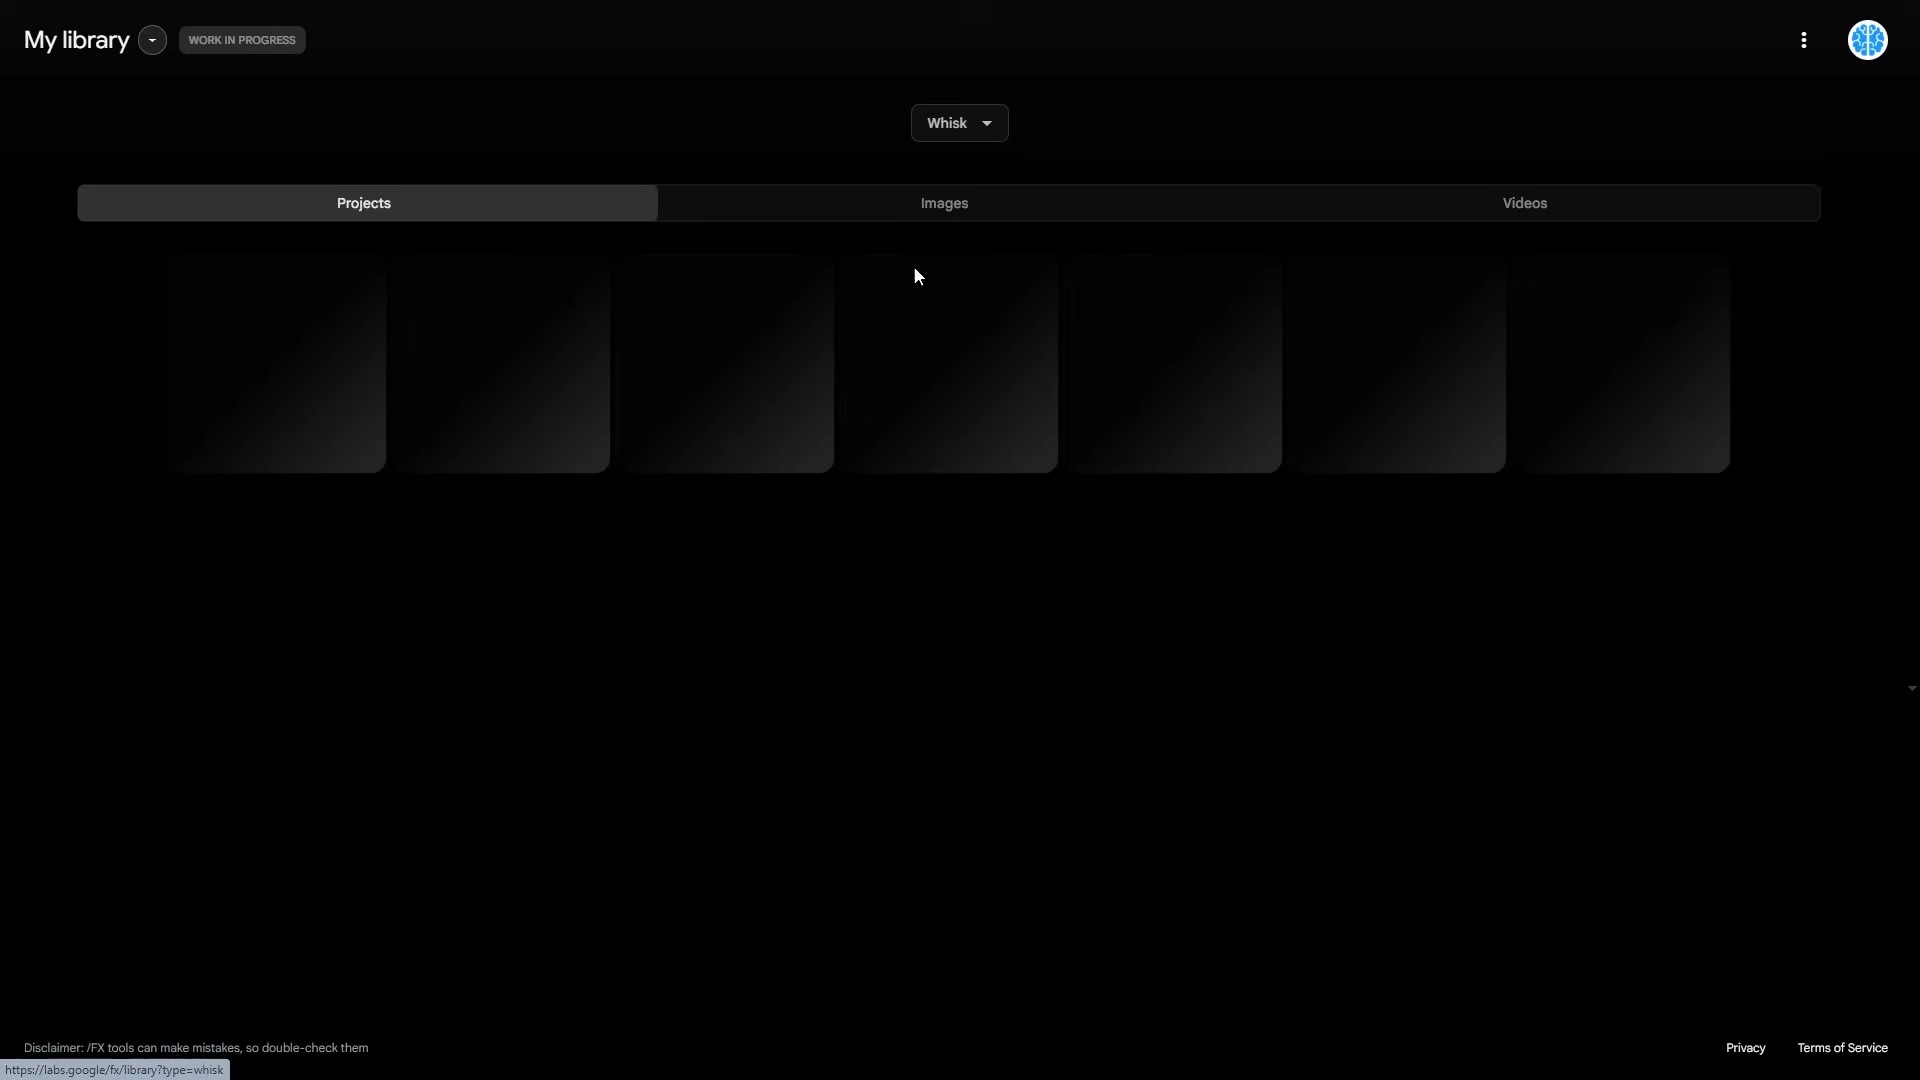 My library
WORK IN PROGRESS
Whisk
Projects
Images
Videos
Disclaimer: /FX tools can make mistakes, so double-check them
Privacy
Terms of Service
https://labs.google/fx/library?type=whisk